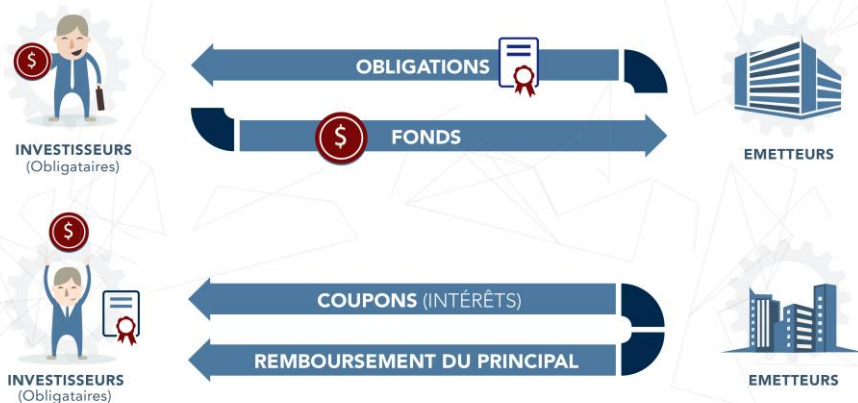 $
OBLIGATIONS
INVESTISSEURS
(Obligataires)
$
FONDS
EMETTEURS
$
COUPONS (INTÉRÊTS)
REMBOURSEMENT DU PRINCIPAL
INVESTISSEURS
(Obligataires)
EMETTEURS